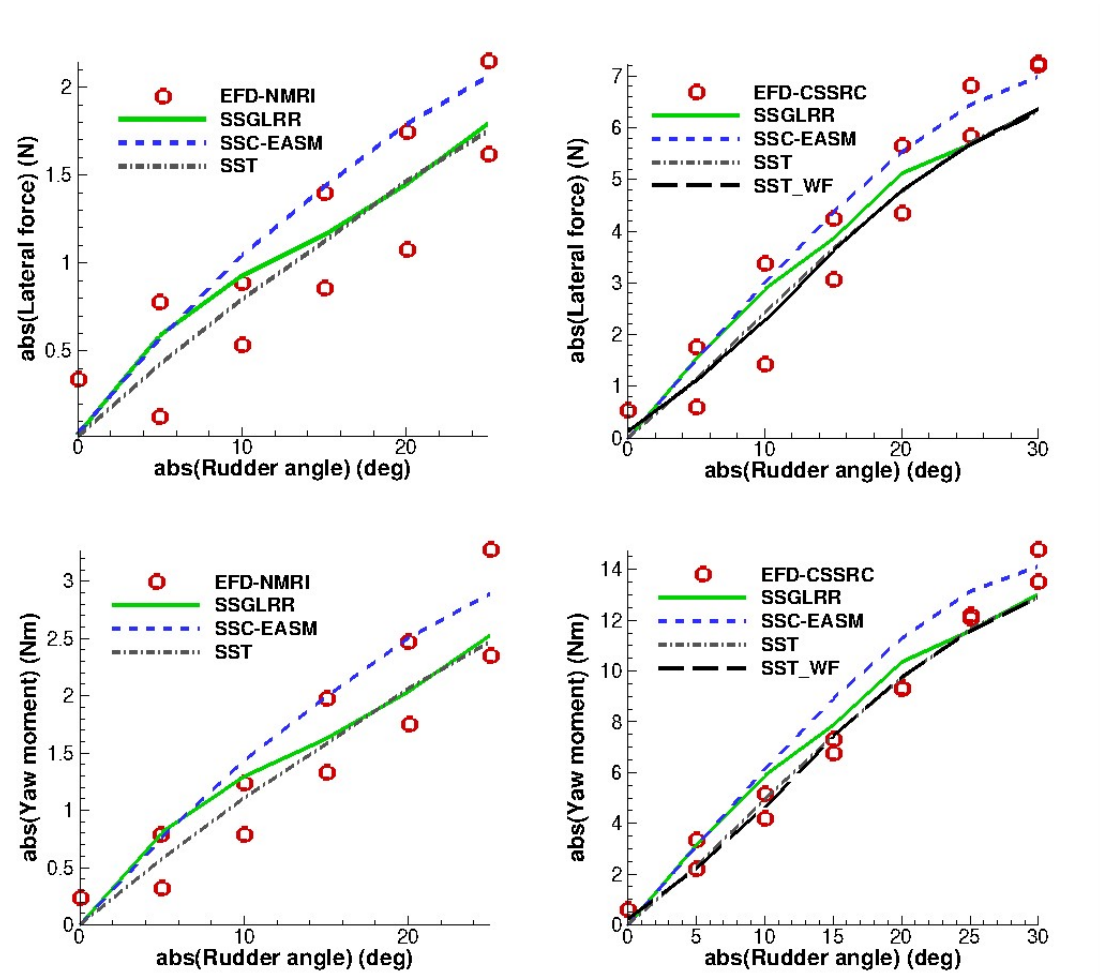 abs(Lateral force) (N)
2
1.5
1
0.5
EFD-NMRI
SSGLRR
SSC-EASM
SST
0
10
20
abs(Rudder angle) (deg)
abs(Lateral force) (N)
7
6
5
4
3
2
1
0
EFD-CSSRC
SSGLRR
SSC-EASM
SST
SST_WF
0
10
20
30
abs(Rudder angle) (deg)
abs(Yaw moment) (Nm)
3
2.5
2
1.5
1
0.5
0
EFD-NMRI
SSGLRR
SSC-EASM
SST
0
10
20
abs(Rudder angle) (deg)
abs(Yaw moment) (Nm)
14
12
10
8
6
4
2
0
EFD-CSSRC
SSGLRR
SSC-EASM
SST
SST_WF
0
5
10
15
20
25
30
abs(Rudder angle) (deg)